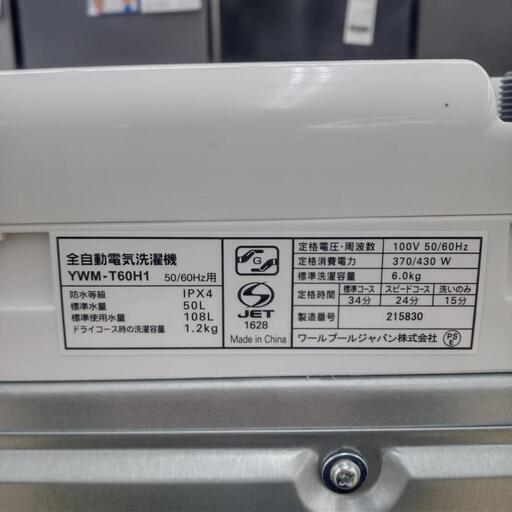 全自動電気洗濯機
YWM-T60H1 50/60Hz用
防水等級 IPX4
標準水量 50L
標準使用水量 108L
ドライコース時の洗濯容量 1.2kg
G
S
JET
1628
Made in China
定格電圧・周波数 100V 50/60Hz
定格消費電力 370/430 W
標準洗濯容量 6.0kg
定格時間 標準コース スピードコース 洗いのみ
34分 24分 15分
製造番号 215830
ワールプールジャパン株式会社
PS
E